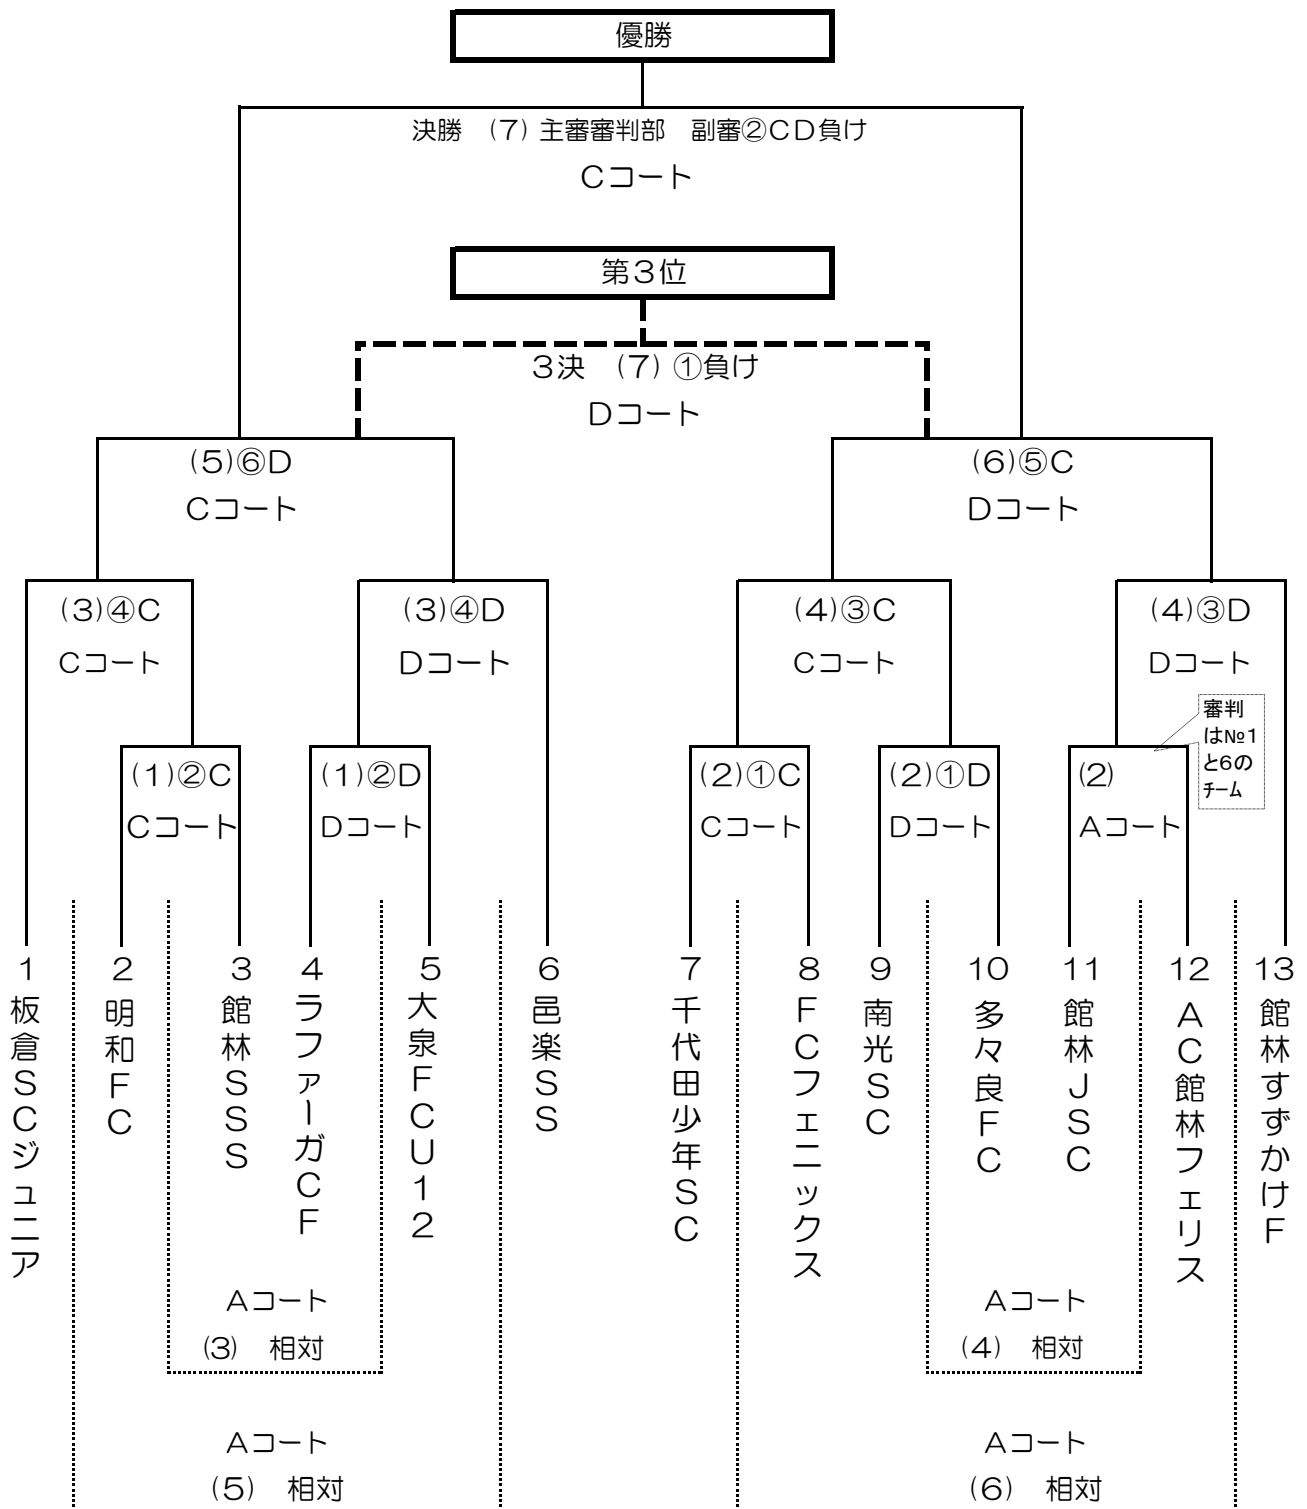 優勝
決勝　(7) 主審審判部　副審②CD負け
Cコート
第3位
3決　(7) ①負け
Dコート
(5)⑥D
Cコート
(6)⑤C
Dコート
(3)④C
Cコート
(3)④D
Dコート
(4)③C
Cコート
(4)③D
Dコート
審判
は№1
と6の
チーム
(1)②C
Cコート
(1)②D
Dコート
(2)①C
Cコート
(2)①D
Dコート
(2)
Aコート
1
板倉SCジュニア
2
明和FC
3
館林SSS
4
ラファーガCF
5
大泉FCU12
6
邑楽SS
7
千代田少年SC
8
FCフェニックス
9
南光SC
10
多々良FC
11
館林JSC
12
AC館林フェリス
13
館林すずかけF
Aコート
(3)　相対
Aコート
(4)　相対
Aコート
(5)　相対
Aコート
(6)　相対